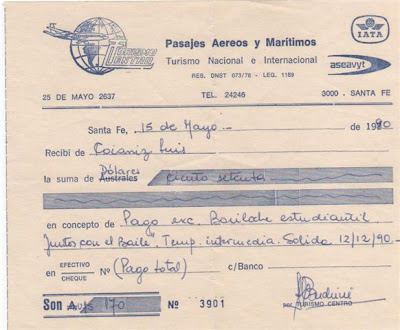 TURISMO CENTRO
Pasajes Aereos y Marítimos
IATA
Turismo Nacional e Internacional
RES. DNST 073/76 - LEG. 1169
aseavyt
25 DE MAYO 2637 TEL. 24246 3000 - SANTA FE
Santa Fe, 15 de Mayo de 1990
Recibí de Coianiz Luis
Dólares
la suma de Australes ciento setenta
en concepto de Pago exc. Bariloche estudiantil
Juntos con el Baile, Temp. intermedia. Salida 12/12/90.-
en EFECTIVO CHEQUE Nº (Pago total) c/Banco
Son A 170 Nº 3901
por TURISMO CENTRO